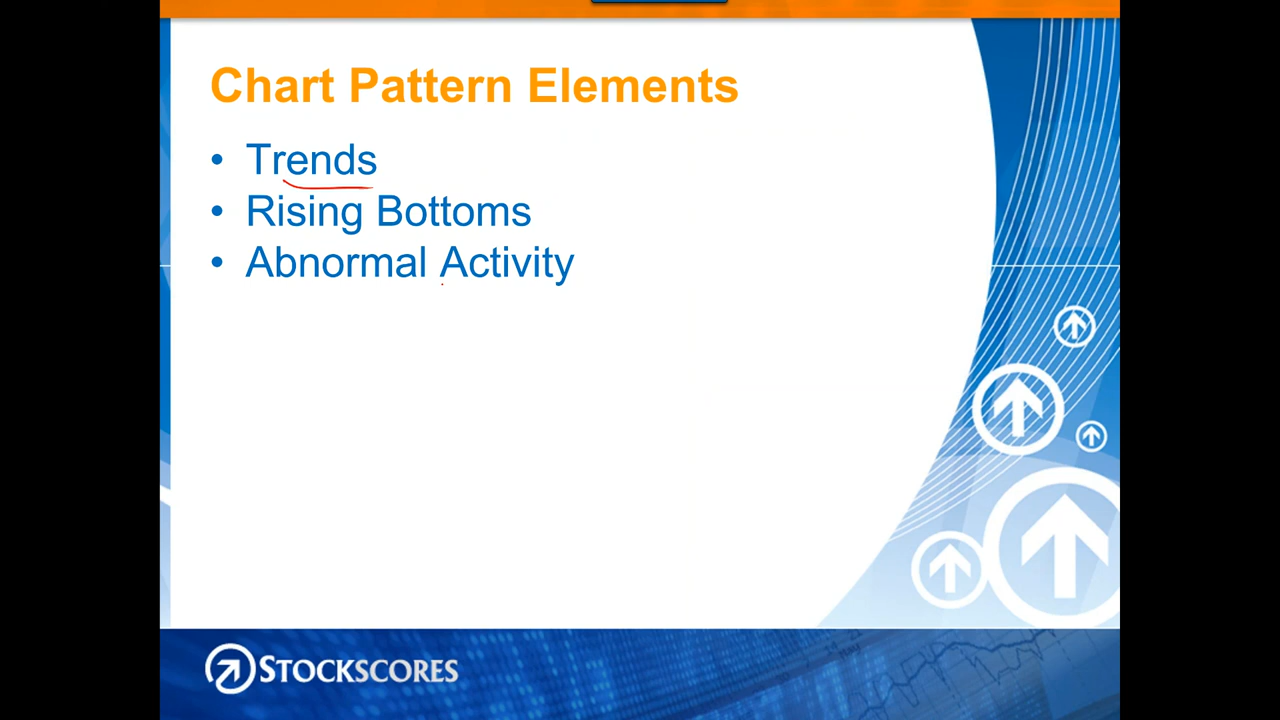 Chart Pattern Elements
• Trends
• Rising Bottoms
• Abnormal Activity
STOCKSCORES